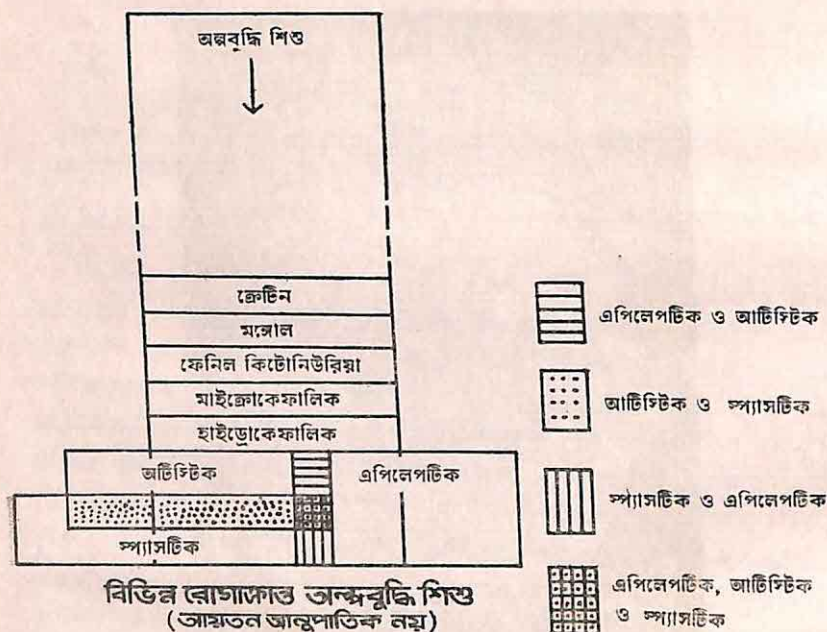 অল্পবুদ্ধি শিশু
ক্রেটিন
মঙ্গোল
ফেনিল কিটোনিউরিয়া
মাইক্রোকেফালিক
হাইড্রোকেফালিক
অটিস্টিক
এপিলেপটিক
স্প্যাসটিক
এপিলেপটিক ও আটিস্টিক
আটিস্টিক ও স্প্যাসটিক
স্প্যাসটিক ও এপিলেপটিক
এপিলেপটিক, আটিস্টিক
ও স্প্যাসটিক
বিভিন্ন রোগাক্রান্ত অল্পবুদ্ধি শিশু
(আয়তন আনুপাতিক নয়)